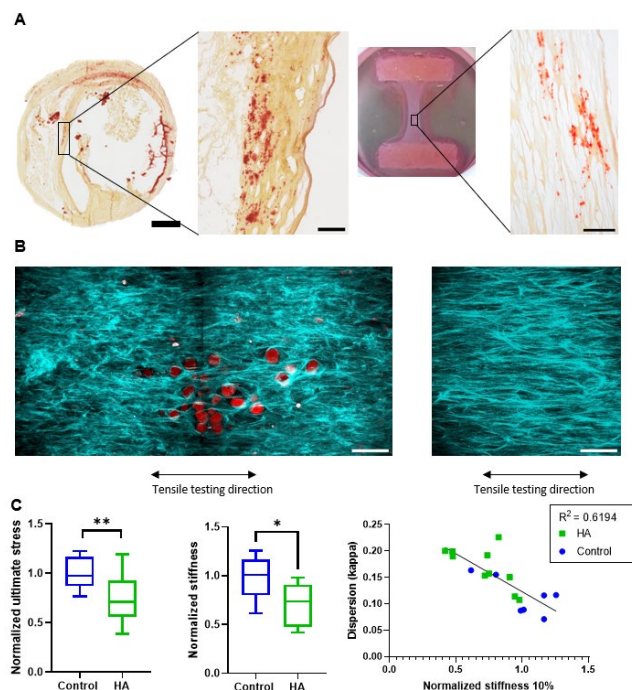 A
B
Tensile testing direction
Tensile testing direction
C
Normalized ultimate stress
1.5
1.0
0.5
0.0
**
Control
HA
Normalized stiffness
1.5
1.0
0.5
0.0
*
Control
HA
R² = 0.6194
HA
Control
Dispersion (kappa)
0.25
0.20
0.15
0.10
0.05
0.00
0.0
0.5
1.0
1.5
Normalized stiffness 10%